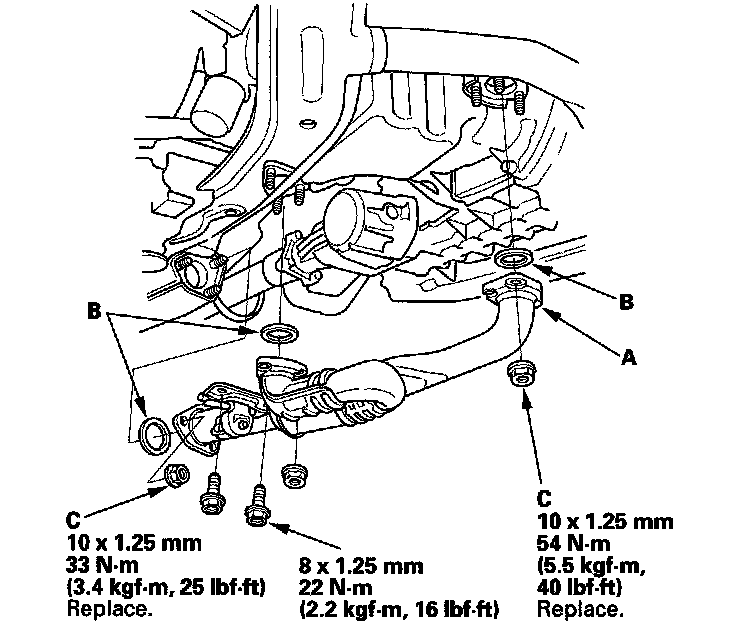 B
B
A
C
10 x 1.25 mm
33 N·m
(3.4 kgf·m, 25 lbf·ft)
Replace.
8 x 1.25 mm
22 N·m
(2.2 kgf·m, 16 lbf·ft)
C
10 x 1.25 mm
54 N·m
(5.5 kgf·m,
40 lbf·ft)
Replace.